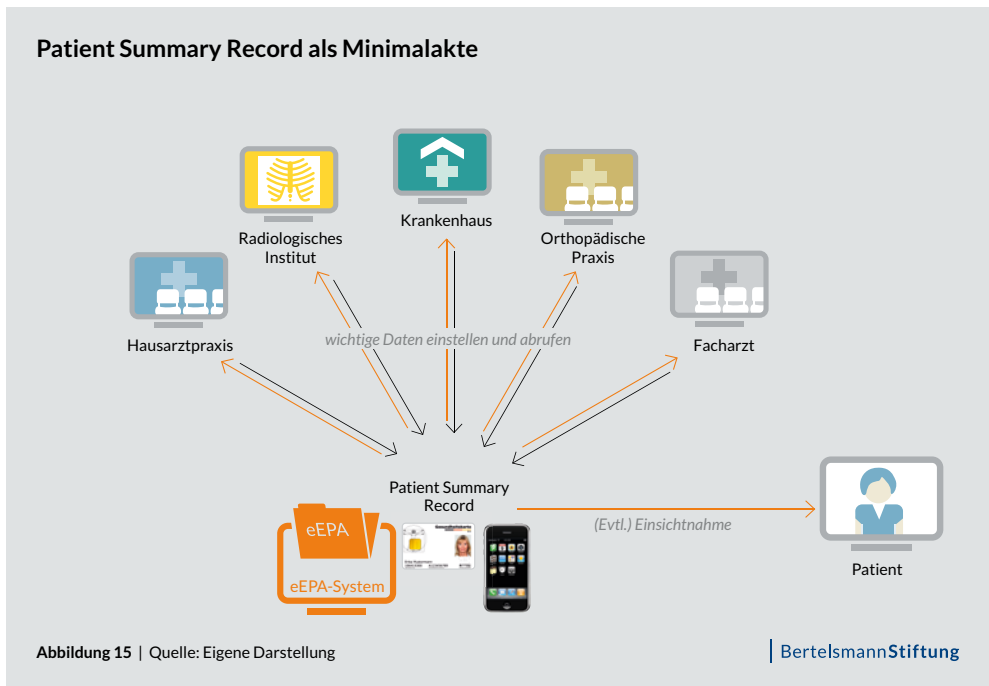 Patient Summary Record als Minimalakte
Krankenhaus
Radiologisches
Institut
Orthopädische
Praxis
Hausarztpraxis
Facharzt
wichtige Daten einstellen und abrufen
Patient Summary
Record
(Evtl.) Einsichtnahme
eEPA
eEPA-System
Gesundheitskarte
Patient
Abbildung 15 | Quelle: Eigene Darstellung
BertelsmannStiftung